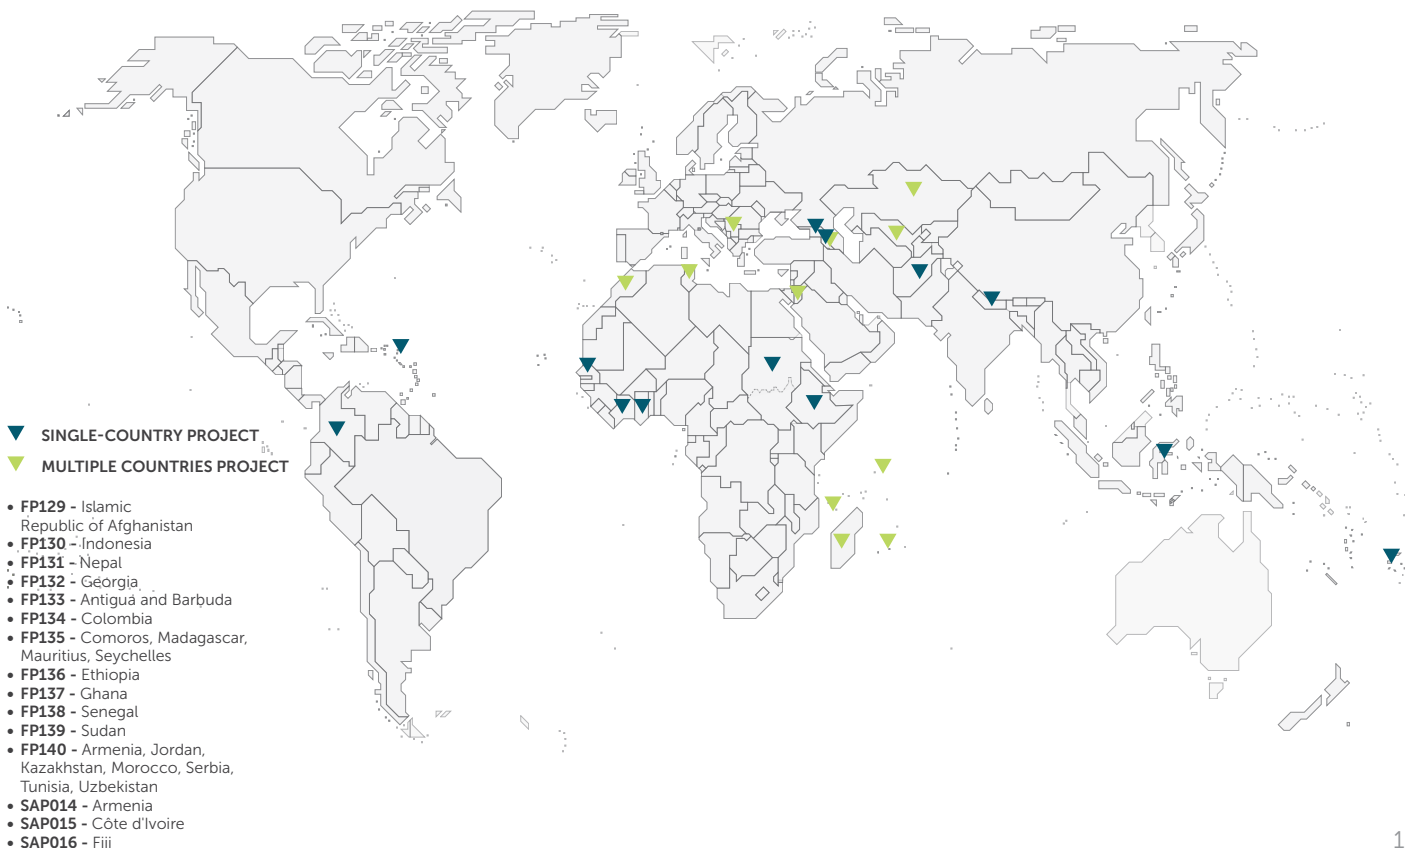 SINGLE-COUNTRY PROJECT
MULTIPLE COUNTRIES PROJECT
• FP129 - Islamic
Republic of Afghanistan
• FP130 - Indonesia
• FP131 - Nepal
• FP132 - Georgia
• FP133 - Antigua and Barbuda
• FP134 - Colombia
• FP135 - Comoros, Madagascar,
Mauritius, Seychelles
• FP136 - Ethiopia
• FP137 - Ghana
• FP138 - Senegal
• FP139 - Sudan
• FP140 - Armenia, Jordan,
Kazakhstan, Morocco, Serbia,
Tunisia, Uzbekistan
• SAP014 - Armenia
• SAP015 - Côte d'Ivoire
• SAP016 - Fiji
1